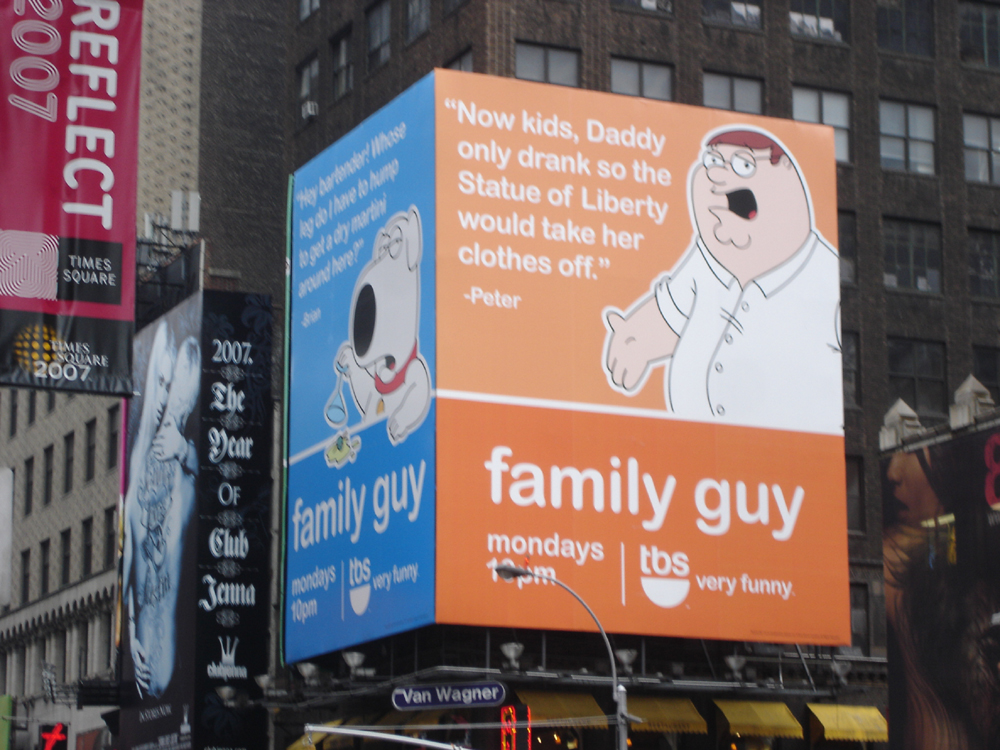 REFLECT
2007
TIMES
SQUARE
TIMES
SQUARE
2007
2007.
The
Year
OF
Club
Jenna
clubjenna
"Hey bartender! Whose
leg do I have to hump
to get a dry martini
around here?"
-Brian
family guy
mondays
10pm
tbs
very funny
"Now kids, Daddy
only drank so the
Statue of Liberty
would take her
clothes off."
-Peter
family guy
mondays
10pm
tbs
very funny.
Van Wagner